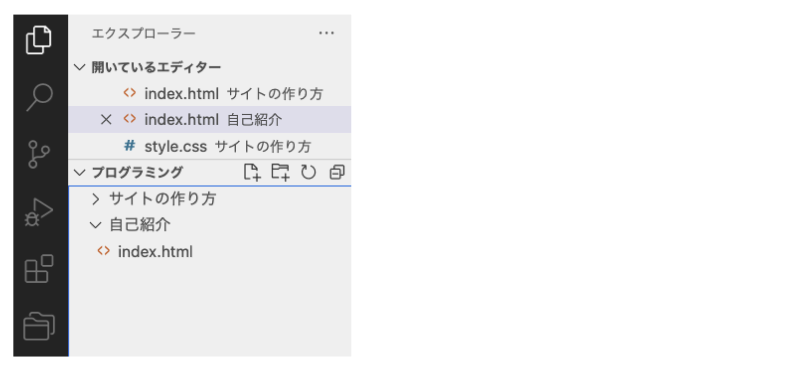 エクスプローラー ...
開いているエディター
index.html サイトの作り方
index.html 自己紹介
# style.css サイトの作り方
プログラミング
サイトの作り方
自己紹介
index.html